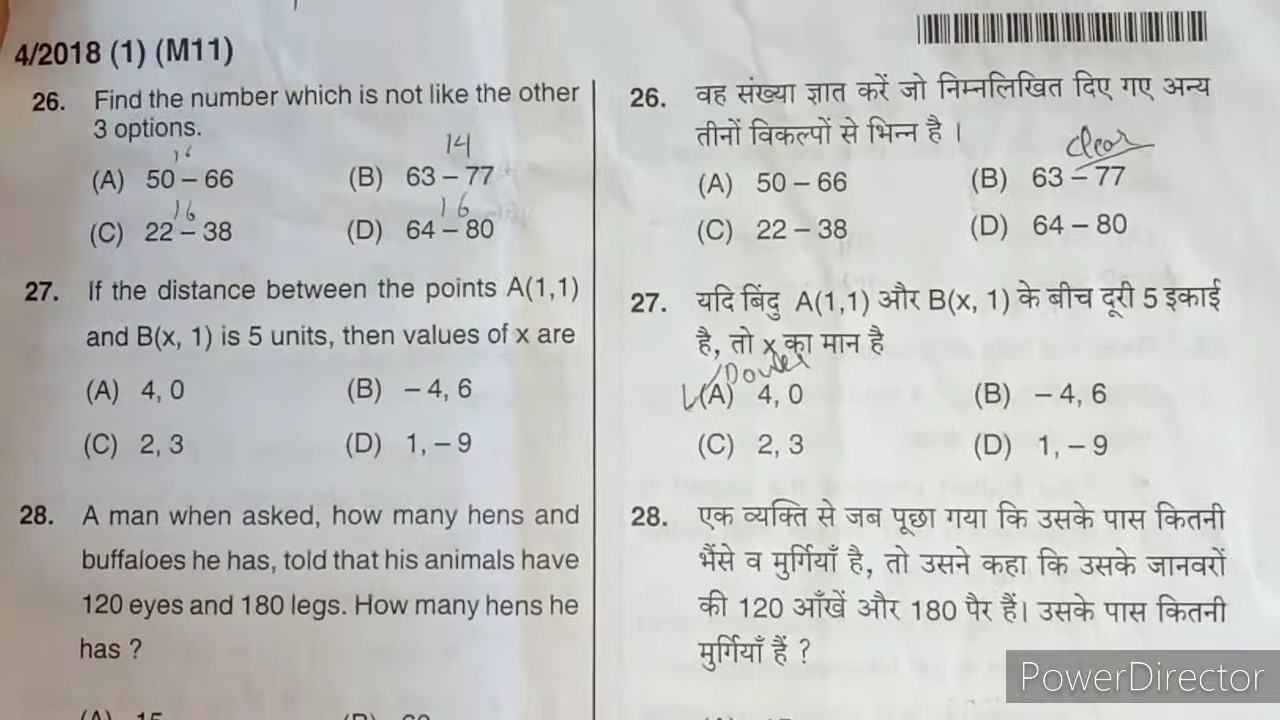 4/2018 (1) (M11)
26. Find the number which is not like the other
3 options.
16
14
(A) 50 – 66 (B) 63 – 77
16
16
(C) 22 – 38 (D) 64 – 80
27. If the distance between the points A(1,1)
and B(x, 1) is 5 units, then values of x are
(A) 4, 0 (B) – 4, 6
(C) 2, 3 (D) 1, – 9
28. A man when asked, how many hens and
buffaloes he has, told that his animals have
120 eyes and 180 legs. How many hens he
has ?
26. वह संख्या ज्ञात करें जो निम्नलिखित दिए गए अन्य
तीनों विकल्पों से भिन्न है ।
clear
(A) 50 – 66 (B) 63 – 77
(C) 22 – 38 (D) 64 – 80
27. यदि बिंदु A(1,1) और B(x, 1) के बीच दूरी 5 इकाई
है, तो x का मान है
(A) 4, 0 (B) – 4, 6
(C) 2, 3 (D) 1, – 9
28. एक व्यक्ति से जब पूछा गया कि उसके पास कितनी
भैंसे व मुर्गियाँ है, तो उसने कहा कि उसके जानवरों
की 120 आँखें और 180 पैर हैं। उसके पास कितनी
मुर्गियाँ हैं ?
PowerDirector